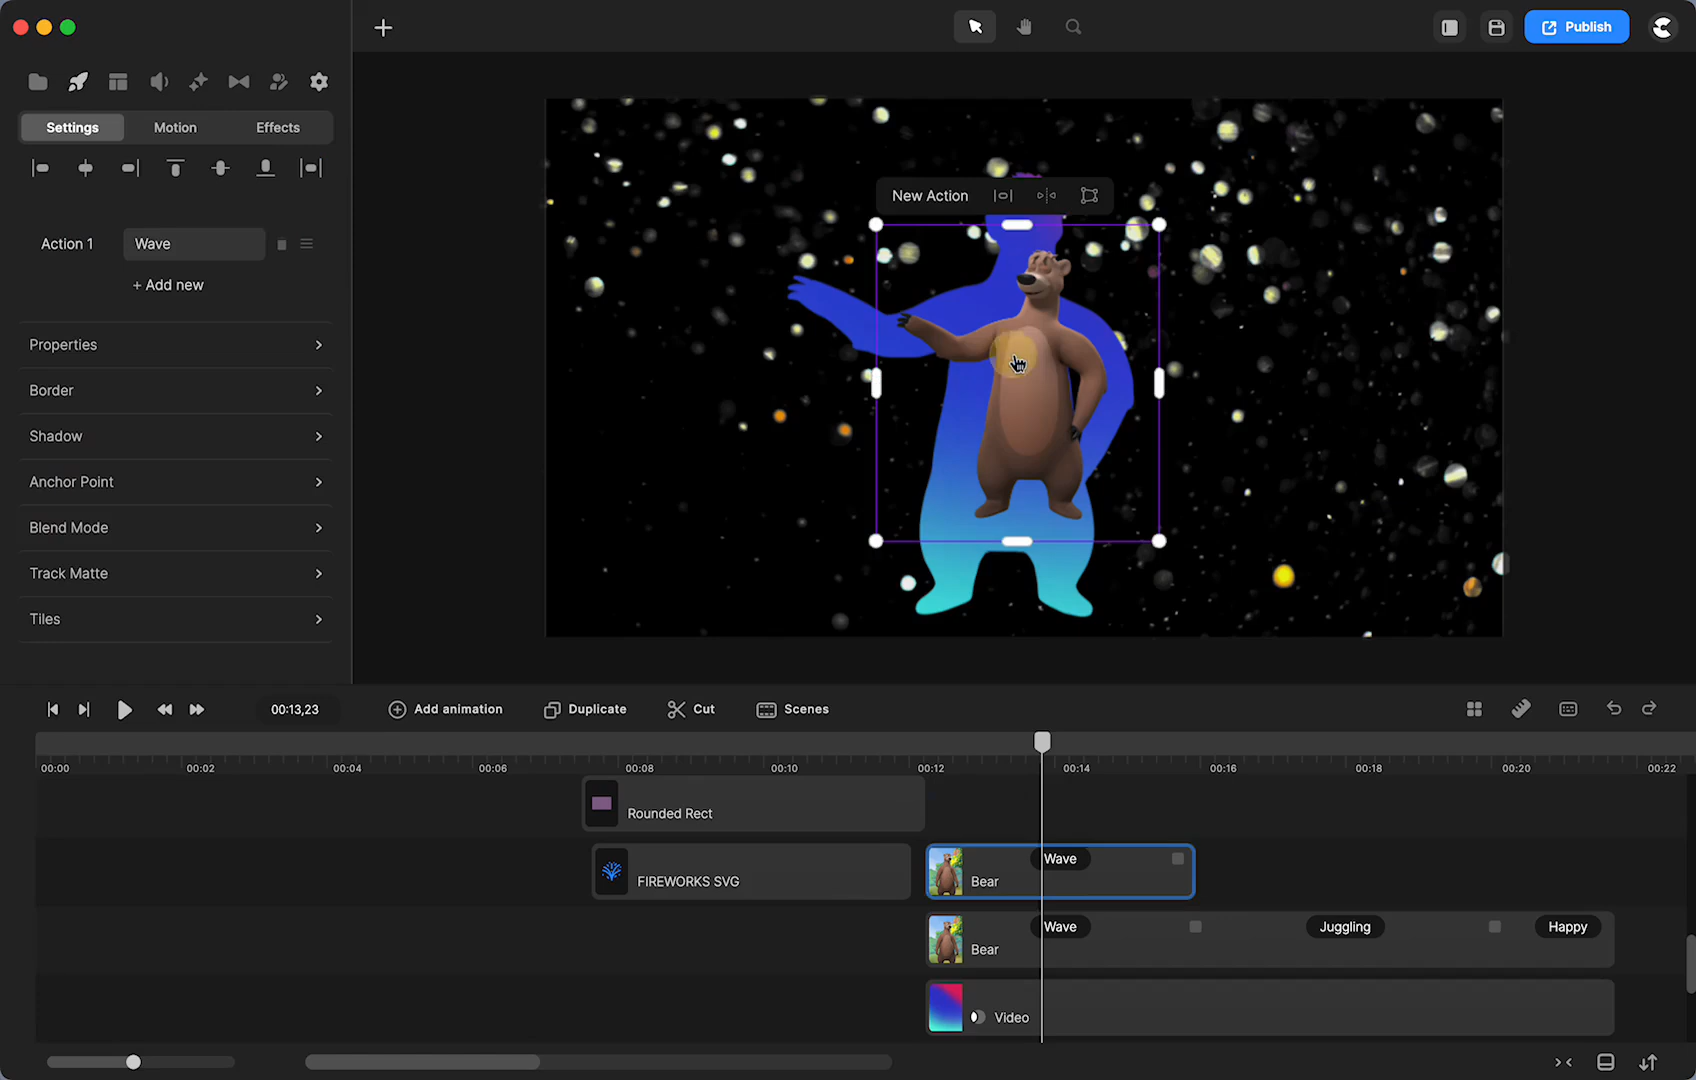 Publish
Settings
Motion
Effects
New Action
Action 1
Wave
+ Add new
Properties
Border
Shadow
Anchor Point
Blend Mode
Track Matte
Tiles
00:13,23
Add animation
Duplicate
Cut
Scenes
00:00
00:02
00:04
00:06
00:08
00:10
00:12
00:14
00:16
00:18
00:20
00:22
Rounded Rect
FIREWORKS SVG
Wave
Bear
Wave
Juggling
Happy
Bear
Video